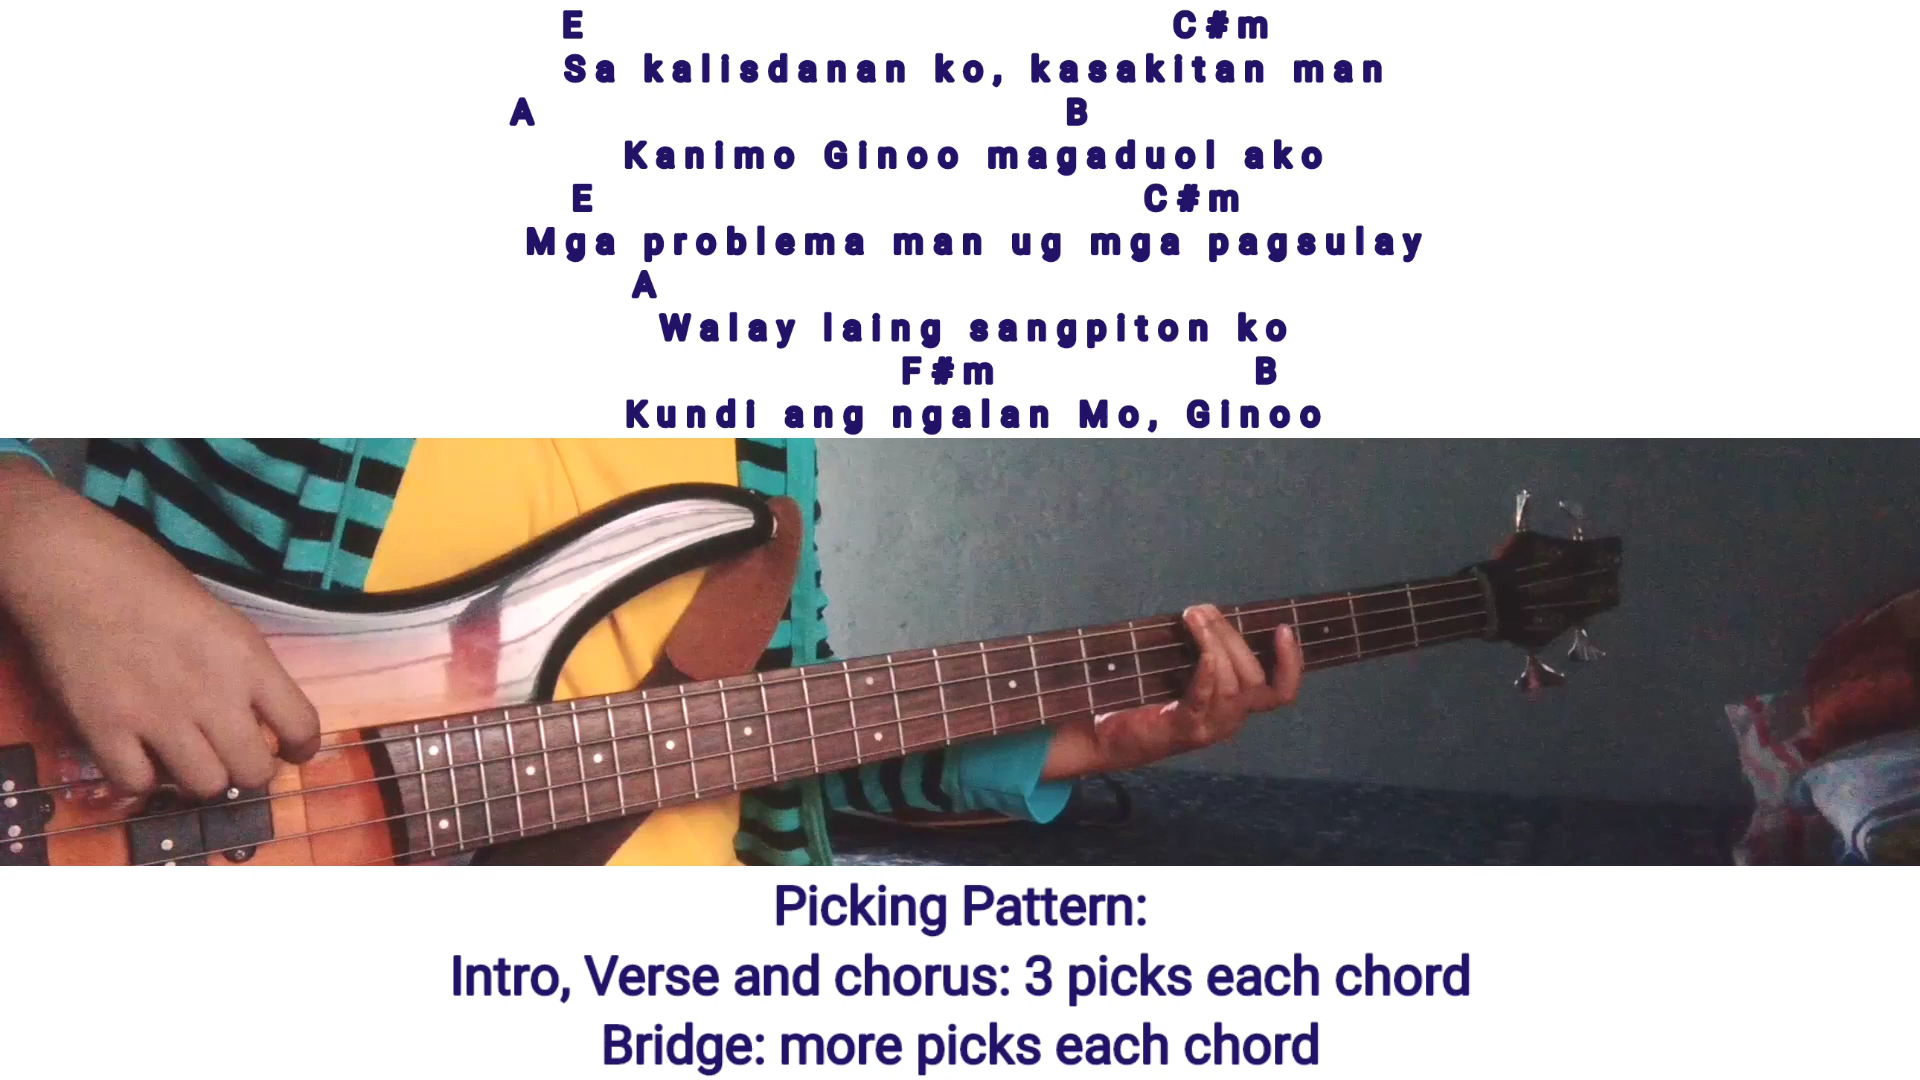 E C#m
Sa kalisdanan ko, kasakitan man
A B
Kanimo Ginoo magaduol ako
E C#m
Mga problema man ug mga pagsulay
A
Walay laing sangpiton ko
F#m B
Kundi ang ngalan Mo, Ginoo
Picking Pattern:
Intro, Verse and chorus: 3 picks each chord
Bridge: more picks each chord